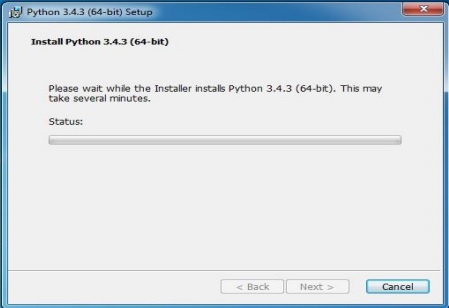 Python 3.4.3 (64-bit) Setup
Install Python 3.4.3 (64-bit)
Please wait while the Installer installs Python 3.4.3 (64-bit). This may
take several minutes.
Status:
< Back Next > Cancel